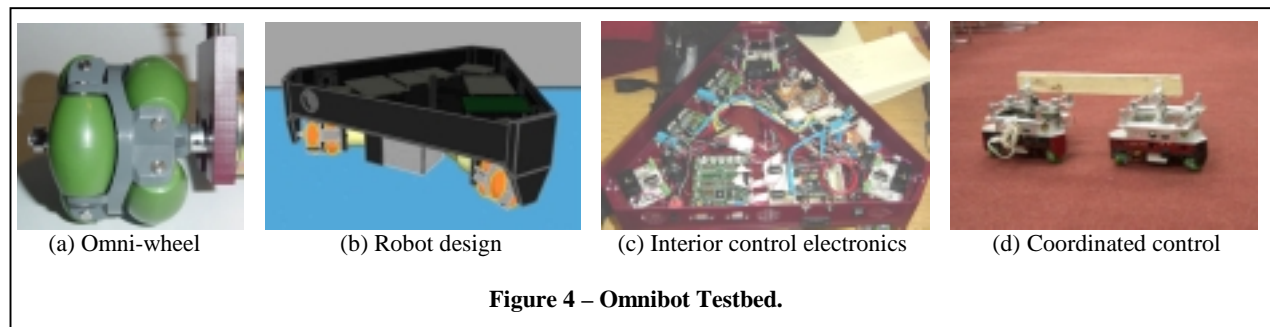 (a) Omni-wheel
(b) Robot design
(c) Interior control electronics
(d) Coordinated control
Figure 4 – Omnibot Testbed.